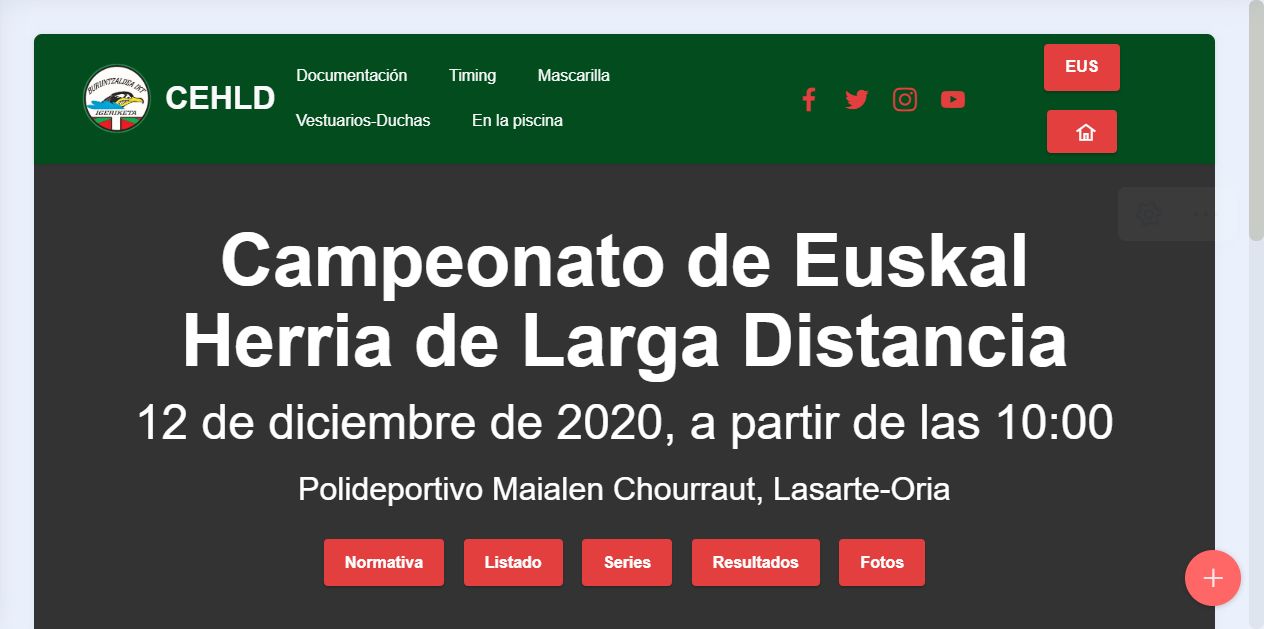 BURUNTZALDEA IKT
IGERIKETA
CEHLD
Documentación Timing Mascarilla
Vestuarios-Duchas En la piscina
EUS
Campeonato de Euskal
Herria de Larga Distancia
12 de diciembre de 2020, a partir de las 10:00
Polideportivo Maialen Chourraut, Lasarte-Oria
Normativa Listado Series Resultados Fotos